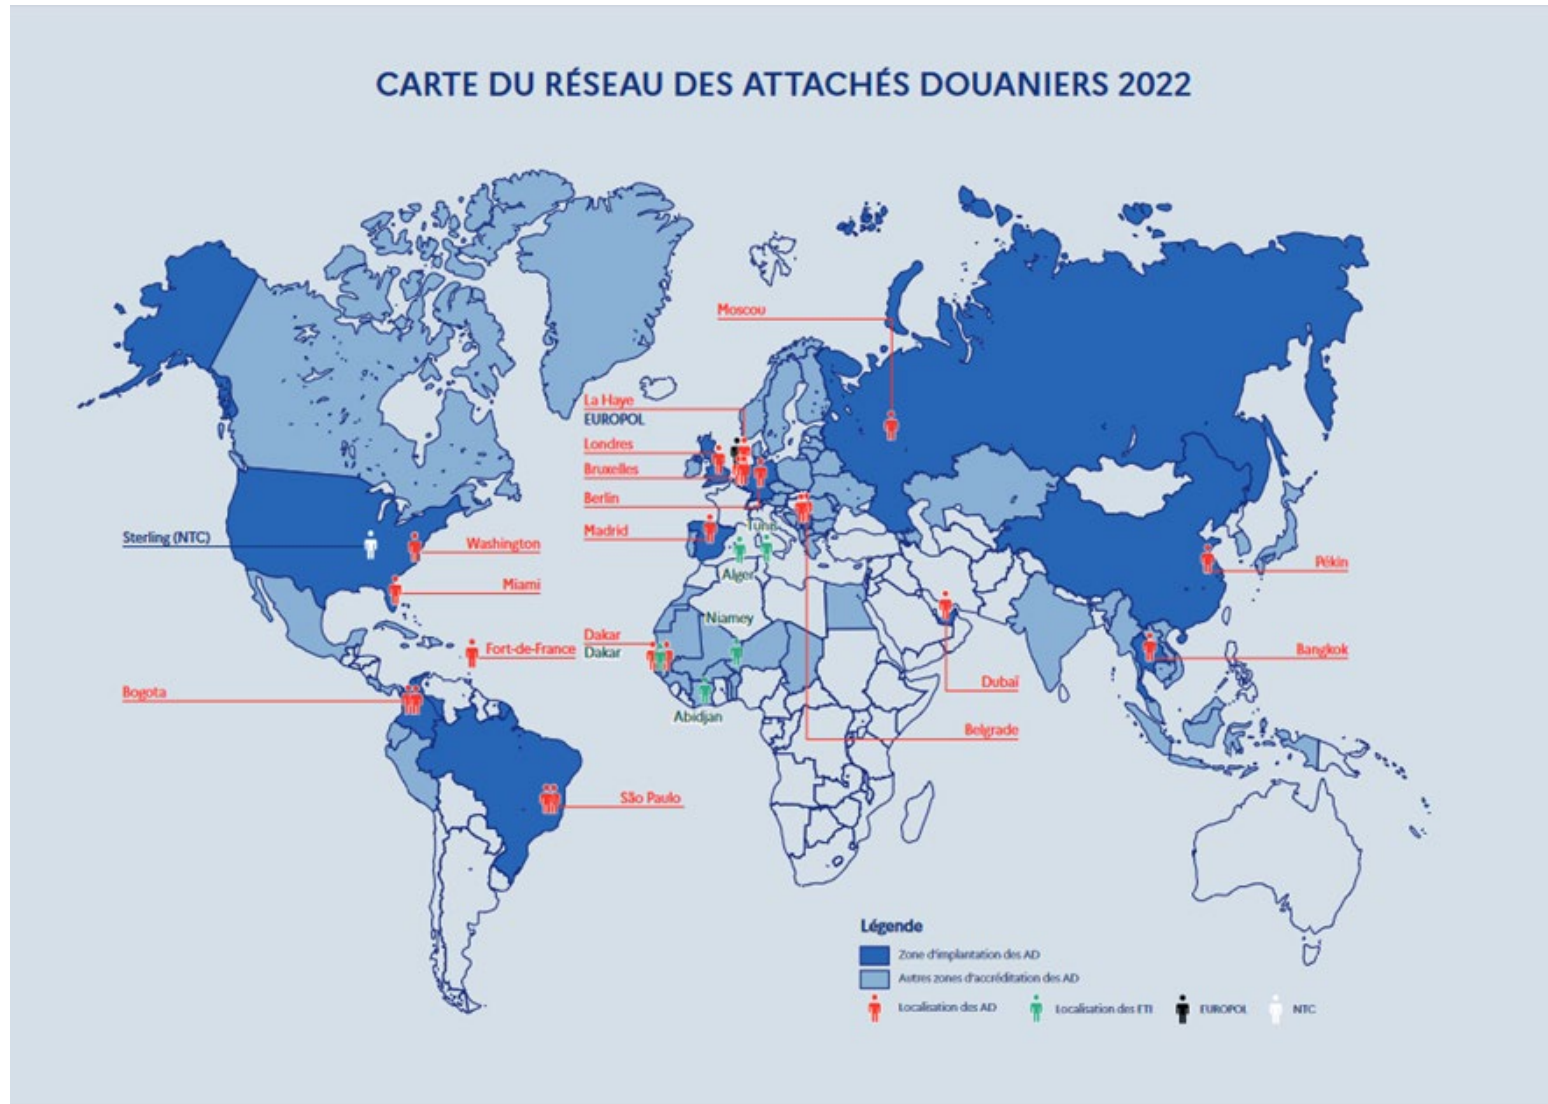 CARTE DU RÉSEAU DES ATTACHÉS DOUANIERS 2022
Moscou
La Haye
EUROPOL
Londres
Bruxelles
Berlin
Madrid
Tunis
Alger
Sterling (NTC)
Washington
Miami
Pékin
Niamey
Dakar
Dakar
Fort-de-France
Bangkok
Bogota
Dubaï
Abidjan
Belgrade
São Paulo
Légende
Zone d'implantation des AD
Autres zones d'accréditation des AD
Localisation des AD
Localisation des ETI
EUROPOL
NTC